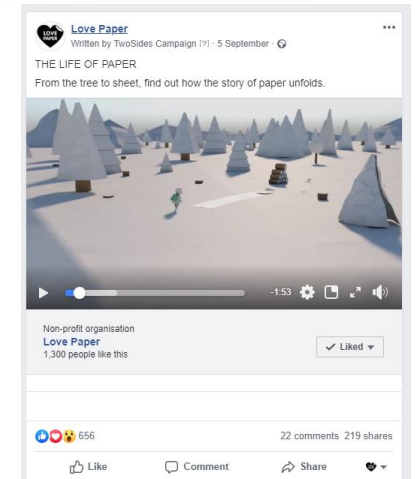 LOVE
PAPER
Love Paper
Written by TwoSides Campaign [?] · 5 September ·
THE LIFE OF PAPER
From the tree to sheet, find out how the story of paper unfolds.
-1:53
Non-profit organisation
Love Paper
1,300 people like this
Liked
656
22 comments 219 shares
Like Comment Share